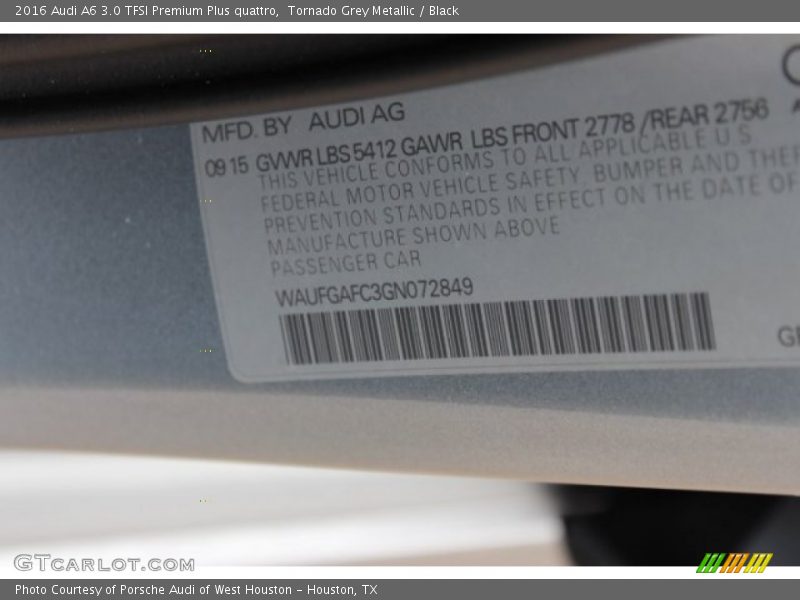 2016 Audi A6 3.0 TFSI Premium Plus quattro,  Tornado Grey Metallic / Black
MFD. BY AUDI AG
09 15 GVWR LBS 5412 GAWR LBS FRONT 2778 / REAR 2756
THIS VEHICLE CONFORMS TO ALL APPLICABLE U S
FEDERAL MOTOR VEHICLE SAFETY, BUMPER AND
PREVENTION STANDARDS IN EFFECT ON THE DATE OF
MANUFACTURE SHOWN ABOVE
PASSENGER CAR
WAUFGAFC3GN072849
GTCARLOT.COM
Photo Courtesy of Porsche Audi of West Houston – Houston, TX